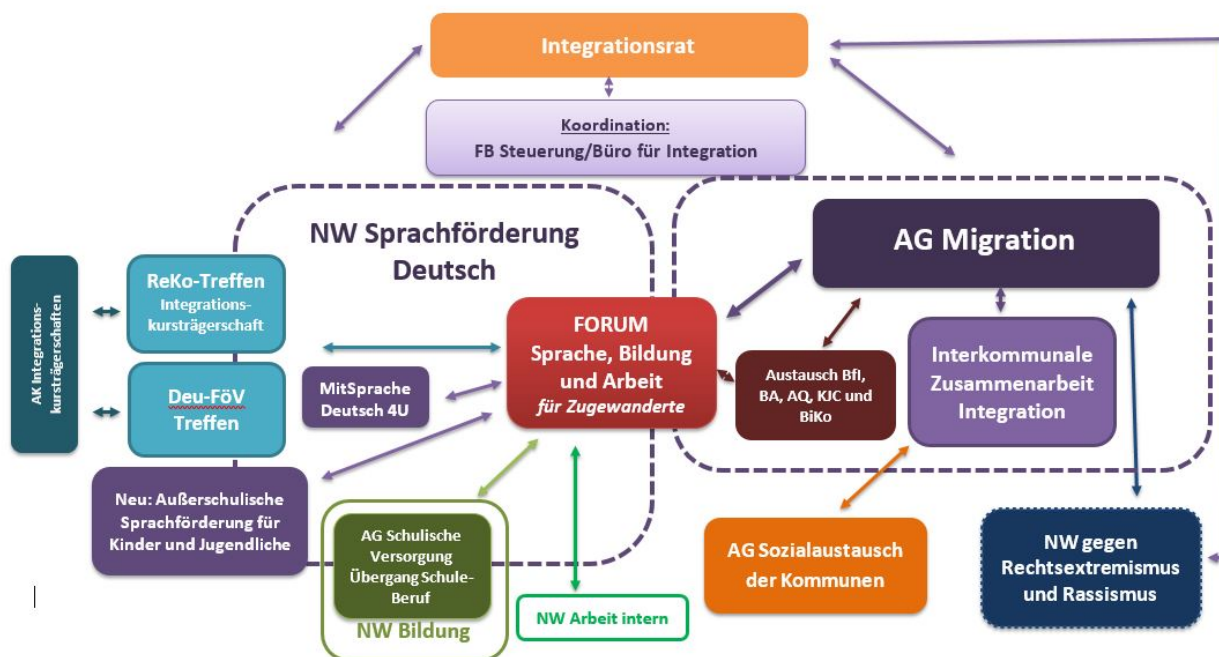 Integrationsrat
Koordination:
FB Steuerung/Büro für Integration
NW Sprachförderung
Deutsch
AG Migration
AK Integrations-
kursträgerschaften
ReKo-Treffen
Integrations-
kursträgerschaft
Deu-FöV
Treffen
MitSprache
Deutsch 4U
FORUM
Sprache, Bildung
und Arbeit
für Zugewanderte
Austausch BfI,
BA, AQ, KJC und
BiKo
Interkommunale
Zusammenarbeit
Integration
Neu: Außerschulische
Sprachförderung für
Kinder und Jugendliche
AG Schulische
Versorgung
Übergang Schule-
Beruf
NW Bildung
NW Arbeit intern
AG Sozialaustausch
der Kommunen
NW gegen
Rechtsextremismus
und Rassismus